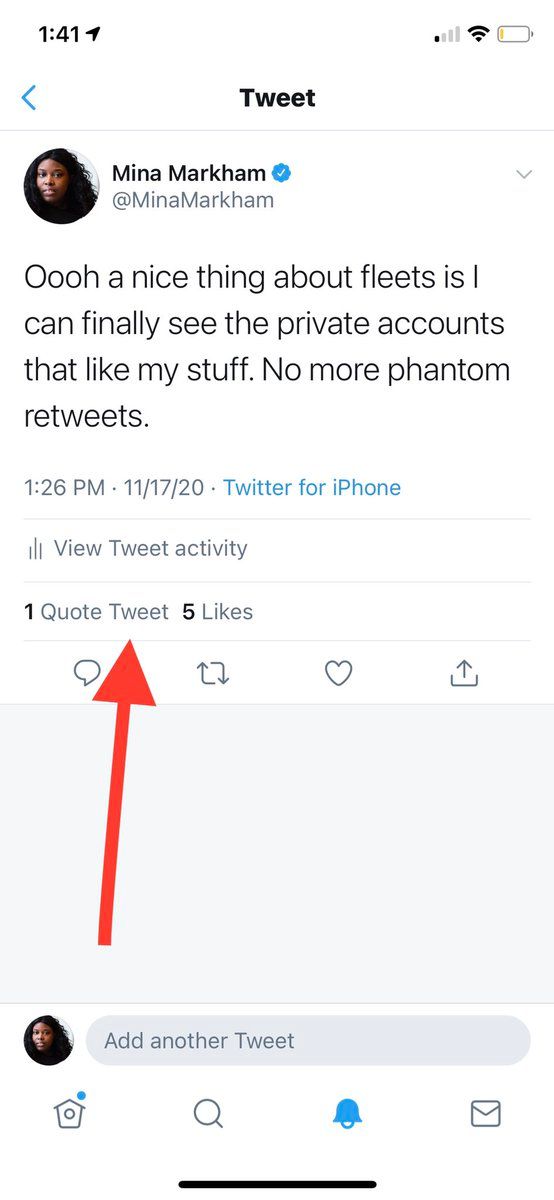 1:41
Tweet
Mina Markham
@MinaMarkham
Oooh a nice thing about fleets is I
can finally see the private accounts
that like my stuff. No more phantom
retweets.
1:26 PM · 11/17/20 · Twitter for iPhone
View Tweet activity
1 Quote Tweet 5 Likes
Add another Tweet